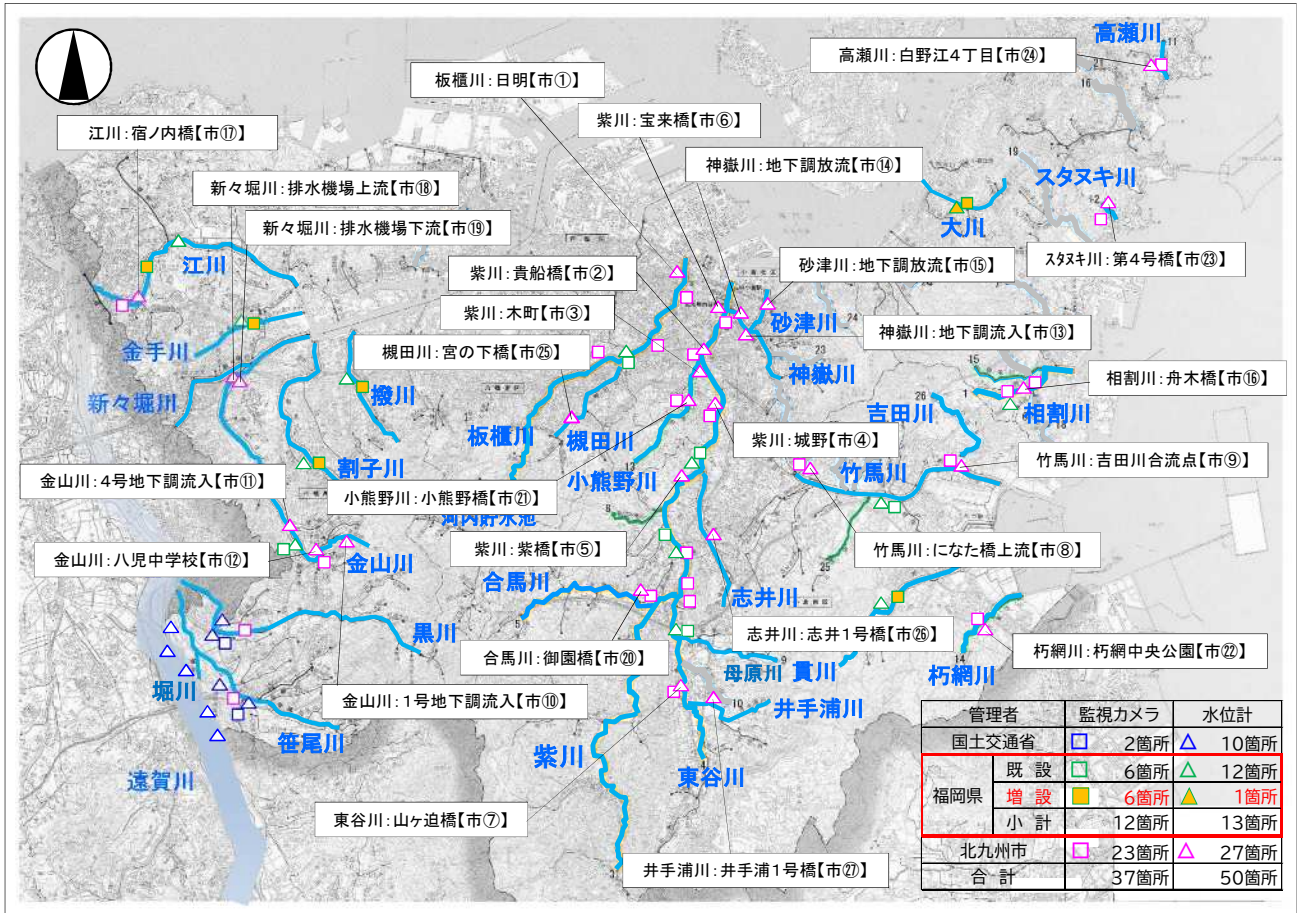 高瀬川
高瀬川：白野江4丁目【市㉔】
板櫃川：日明【市①】
紫川：宝来橋【市⑥】
江川：宿ノ内橋【市⑰】
神嶽川：地下調放流【市⑭】
新々堀川：排水機場上流【市⑱】
スタヌキ川
新々堀川：排水機場下流【市⑲】
大川
江川
紫川：貴船橋【市②】
砂津川：地下調放流【市⑮】
スタヌキ川：第4号橋【市㉓】
紫川：木町【市③】
砂津川
神嶽川：地下調流入【市⑬】
金手川
槻田川：宮の下橋【市㉕】
神嶽川
相割川：舟木橋【市⑯】
新々堀川
撥川
吉田川
相割川
板櫃川
槻田川
紫川：城野【市④】
割子川
小熊野川
竹馬川
竹馬川：吉田川合流点【市⑨】
金山川：4号地下調流入【市⑪】
小熊野川：小熊野橋【市㉑】
河内貯水池
金山川：八児中学校【市⑫】
金山川
紫川：紫橋【市⑤】
竹馬川：になた橋上流【市⑧】
合馬川
志井川
黒川
志井川：志井1号橋【市㉖】
合馬川：御園橋【市⑳】
母原川
貫川
朽網川
朽網川：朽網中央公園【市㉒】
堀川
金山川：1号地下調流入【市⑩】
井手浦川
笹尾川
紫川
東谷川
遠賀川
東谷川：山ヶ迫橋【市⑦】
井手浦川：井手浦1号橋【市㉗】
管理者 監視カメラ 水位計
国土交通省 2箇所 10箇所
福岡県 既設 6箇所 12箇所
増設 6箇所 1箇所
小計 12箇所 13箇所
北九州市 23箇所 27箇所
合計 37箇所 50箇所